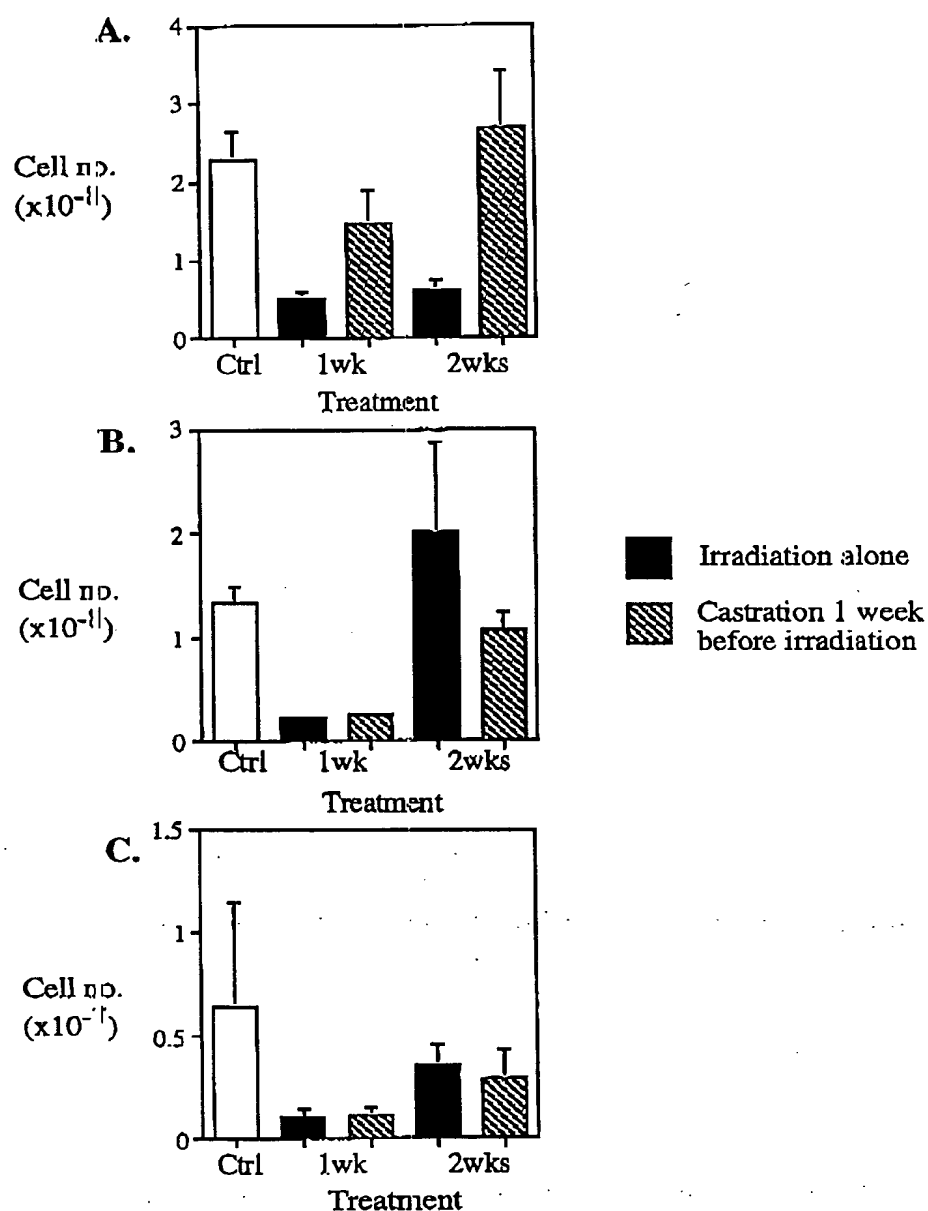 A.
4
3
2
1
0
Cell no.
Ctrl 1wk 2wks
Treatment
B.
3
2
1
0
Cell no.
Ctrl 1wk 2wks
Treatment
Irradiation alone
Castration 1 week
before irradiation
C.
1.5
1
0.5
0
Cell no.
Ctrl 1wk 2wks
Treatment